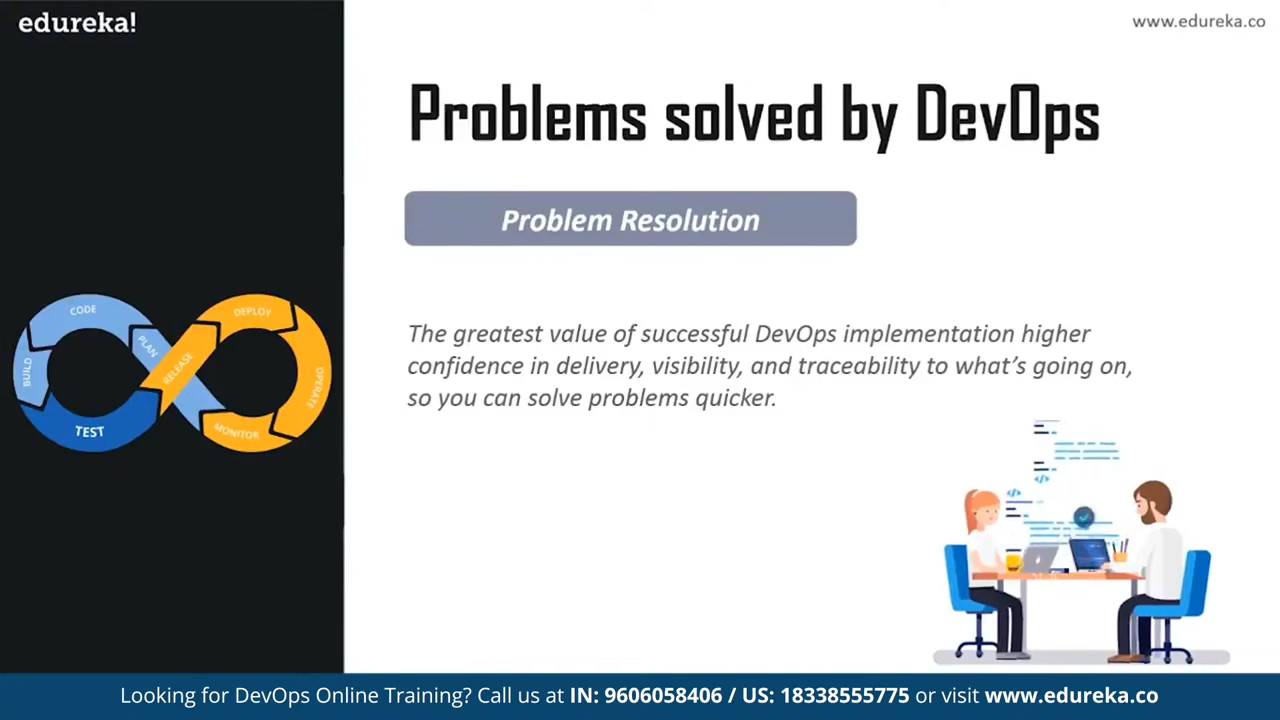 edureka!
www.edureka.co
Problems solved by DevOps
Problem Resolution
The greatest value of successful DevOps implementation higher
confidence in delivery, visibility, and traceability to what's going on,
so you can solve problems quicker.
CODE
DEPLOY
PLAN
BUILD
RELEASE
OPERATE
TEST
MONITOR
Looking for DevOps Online Training? Call us at IN: 9606058406 / US: 18338555775 or visit www.edureka.co